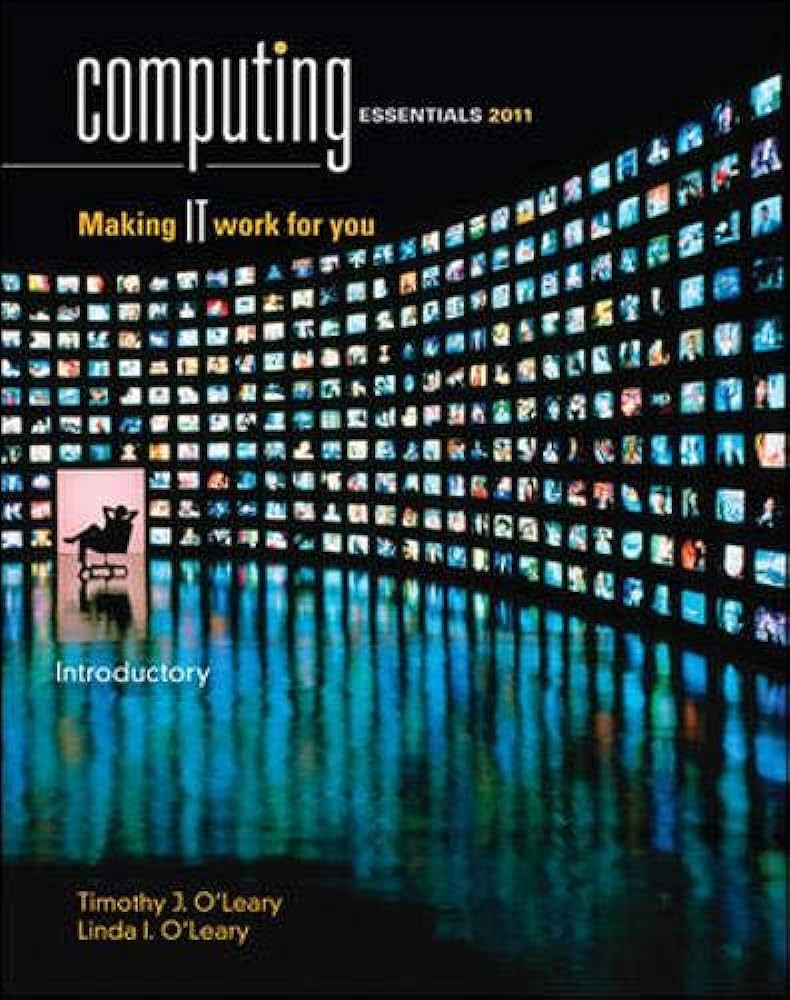 computing ESSENTIALS 2011
Making IT work for you
Introductory
Timothy J. O'Leary
Linda I. O'Leary